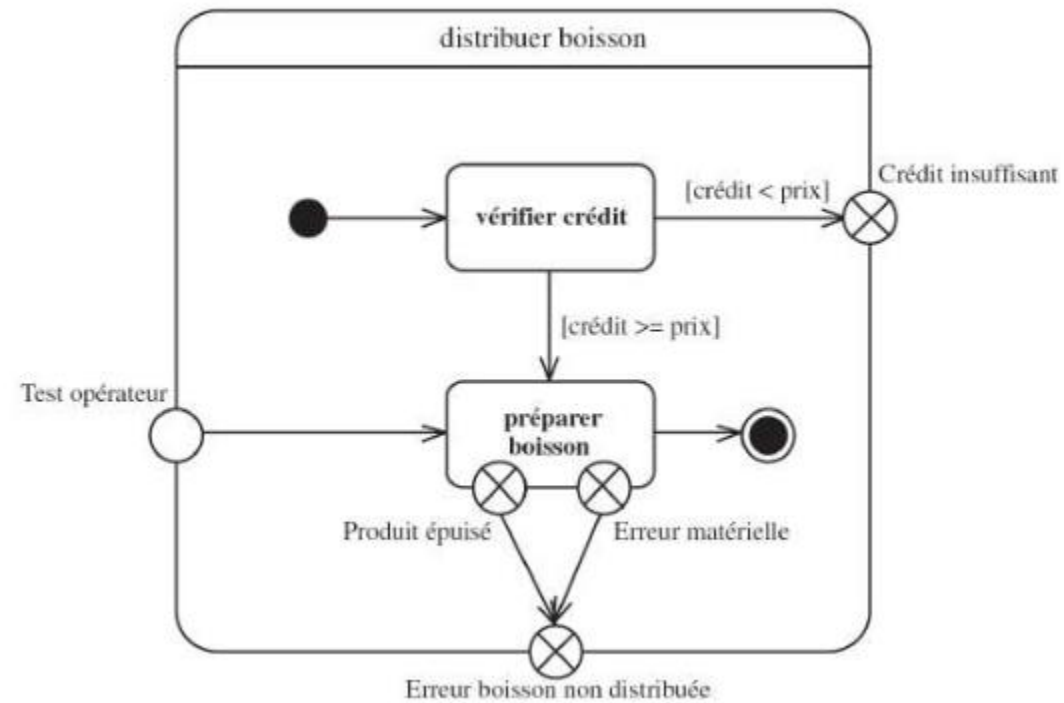 distribuer boisson
Crédit insuffisant
[crédit < prix]
vérifier crédit
[crédit >= prix]
Test opérateur
préparer
boisson
Produit épuisé
Erreur matérielle
Erreur boisson non distribuée